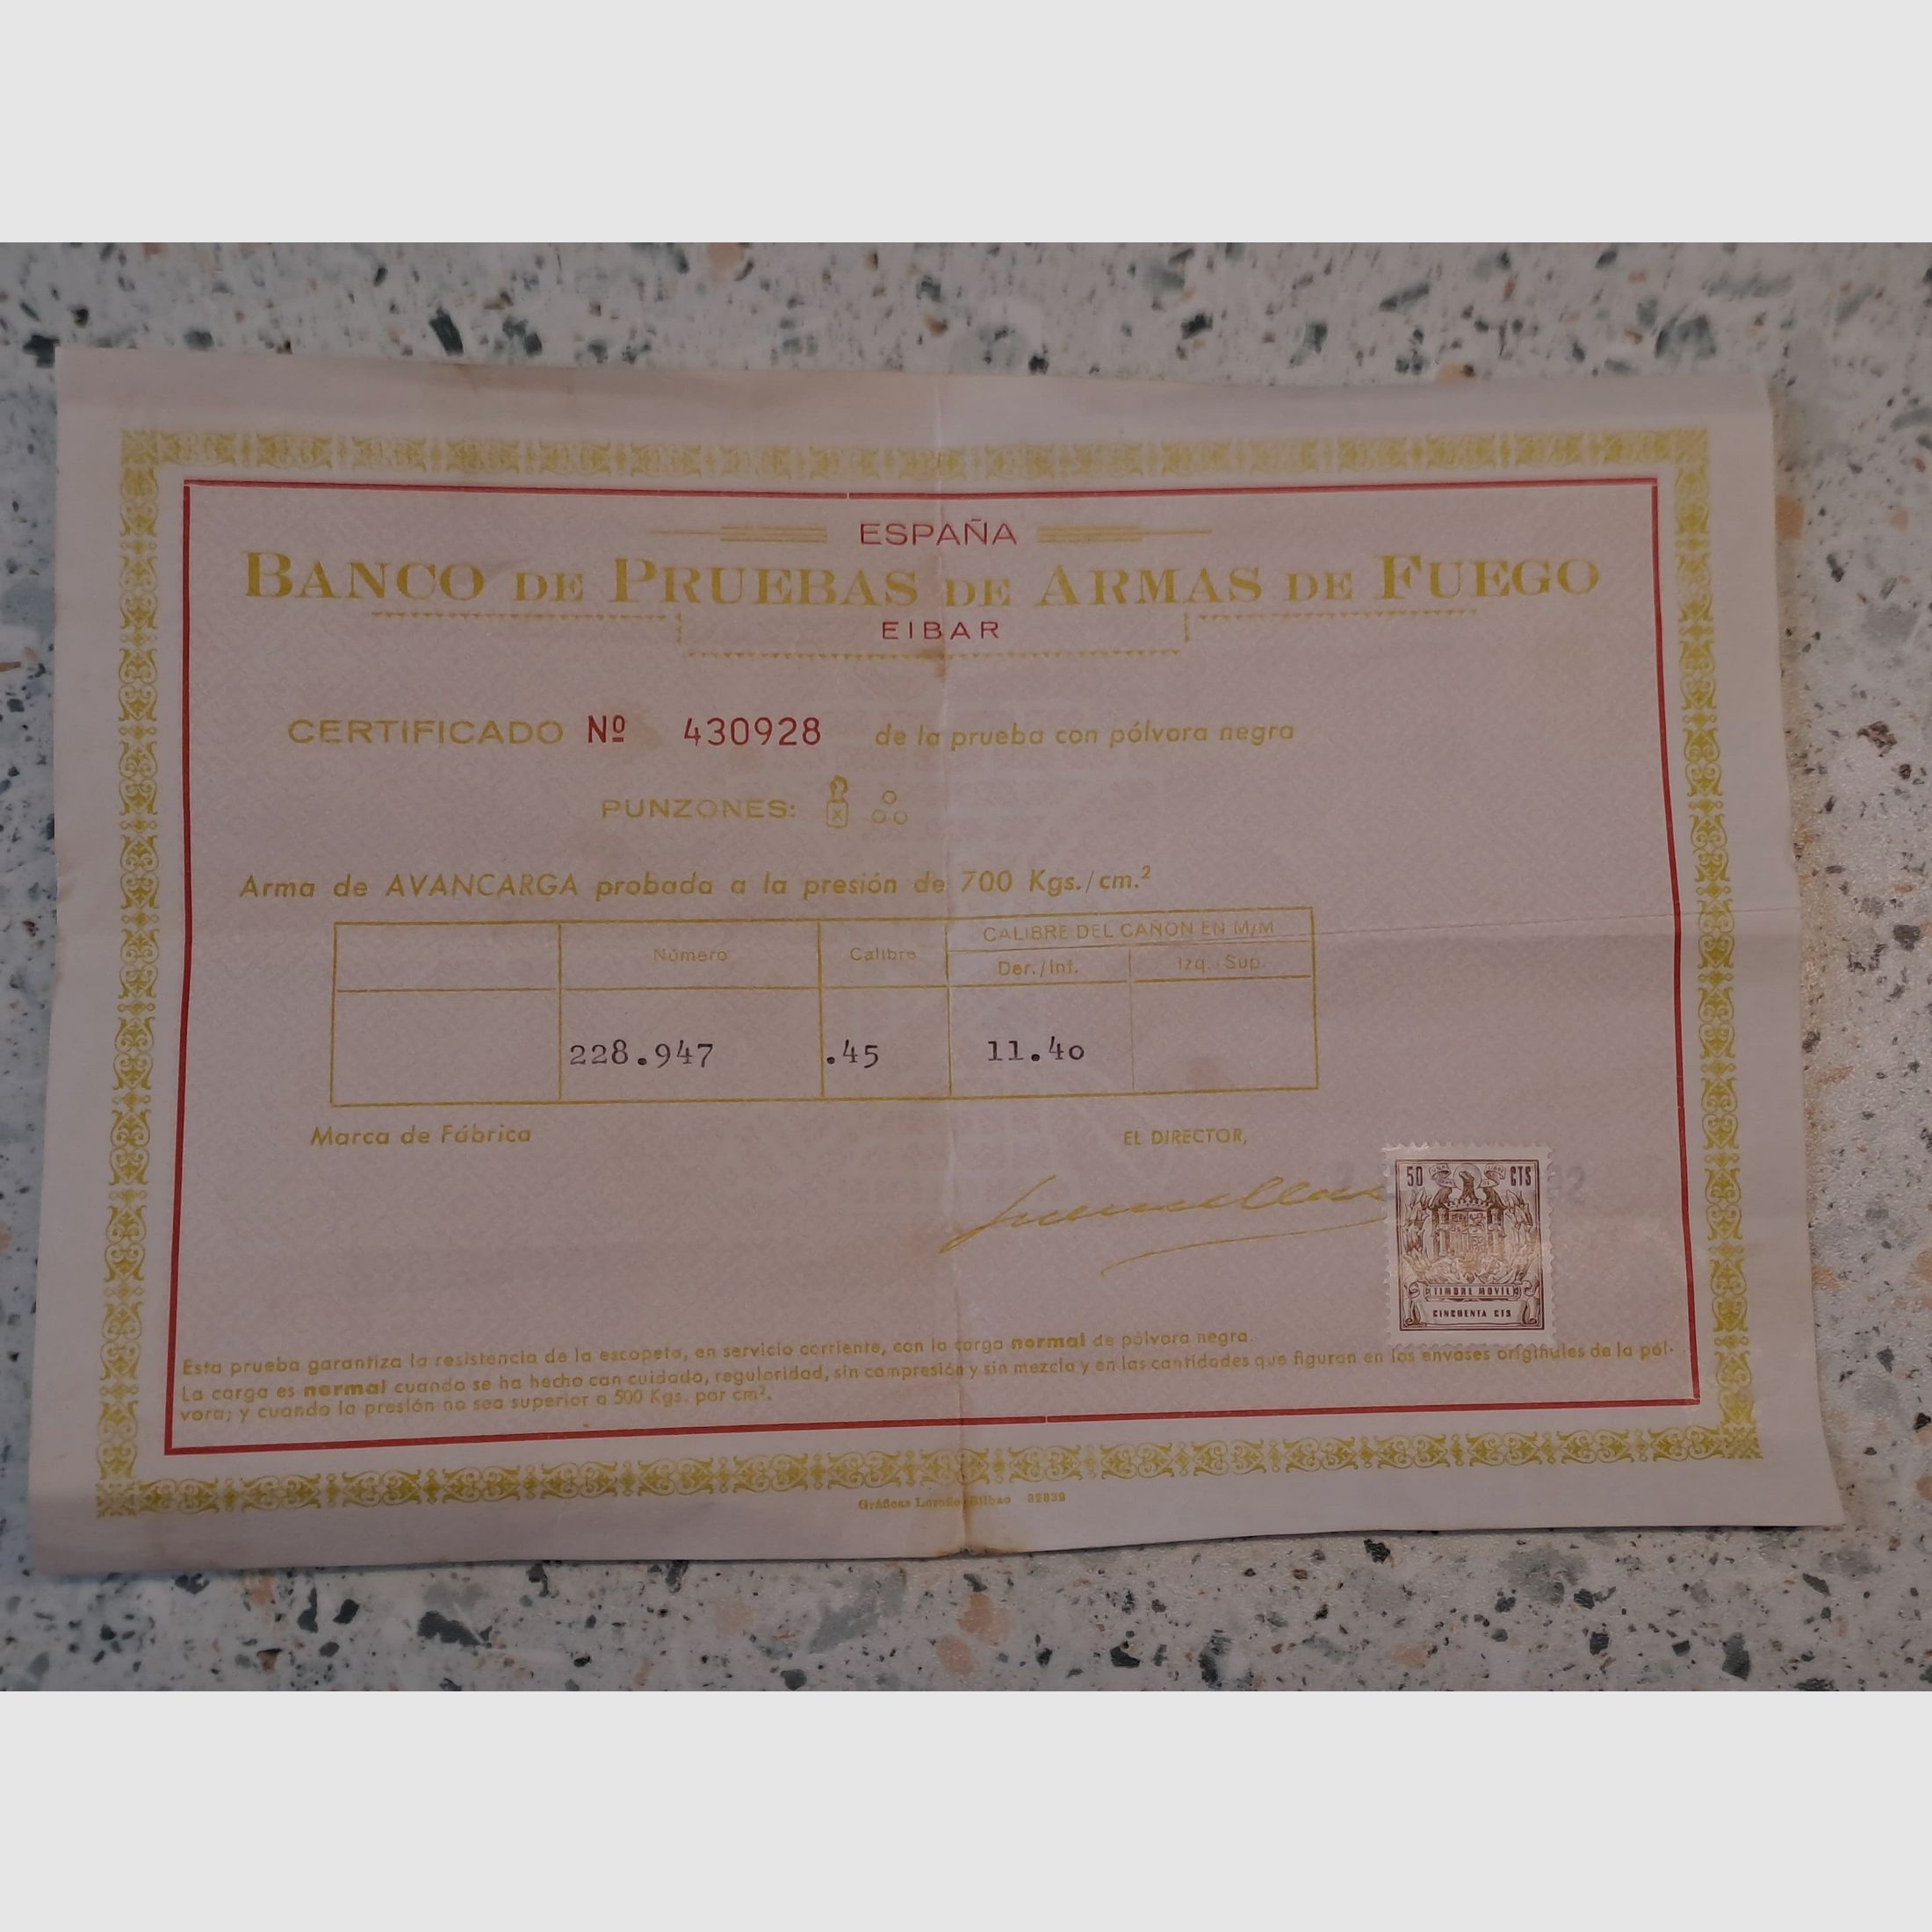 ESPAÑA
BANCO DE PRUEBAS DE ARMAS DE FUEGO
EIBAR
CERTIFICADO Nº 430928 de la prueba con pólvora negra
PUNZONES: X
Arma de AVANCARGA probada a la presión de 700 Kgs./cm.²
Número Calibre CALIBRE DEL CAÑON EN M/M
Der./Inf. Izq.-Sup.
228.947 .45 11.40
Marca de Fábrica EL DIRECTOR,
50 CTS
TIMBRE MOVIL
CINCUENTA CTS
Esta prueba garantiza la resistencia de la escopeta, en servicio corriente, con la carga normal de pólvora negra.
La carga es normal cuando se ha hecho con cuidado, regularidad, sin compresión y sin mezcla y en las cantidades que figuran en los envases originales de la pól-
vora; y cuando la presión no sea superior a 500 Kgs. por cm².
Gráficas Bilbao